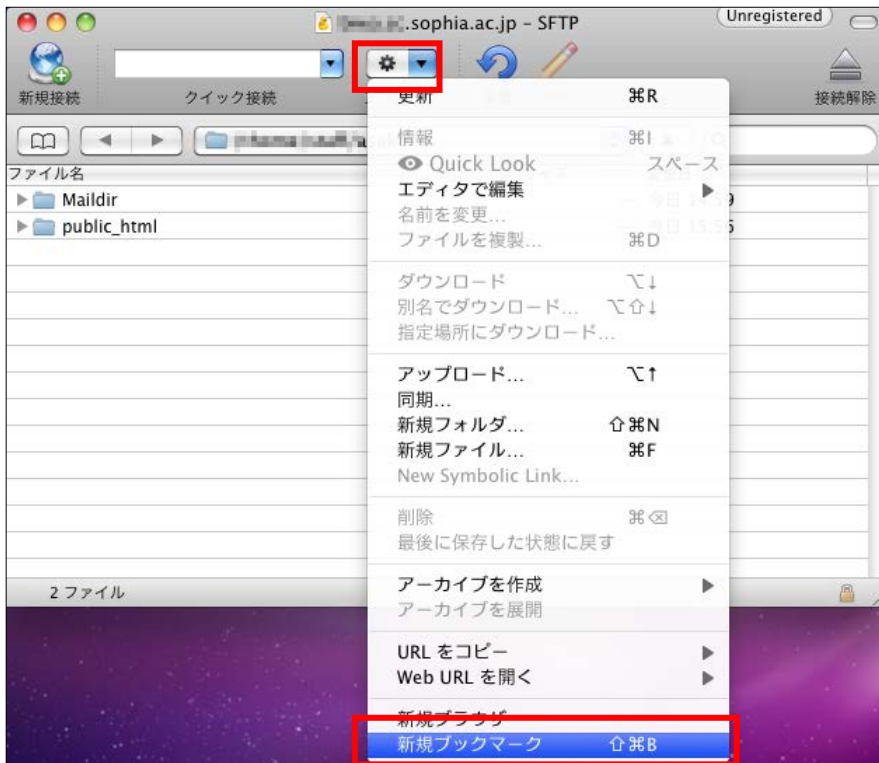 .sophia.ac.jp – SFTP
Unregistered
新規接続
クイック接続
接続解除
更新 ⌘R
情報 ⌘I
Quick Look スペース
ファイル名
エディタで編集
Maildir
名前を変更...
public_html
ファイルを複製... ⌘D
ダウンロード ⌥↓
別名でダウンロード... ⌥⇧↓
指定場所にダウンロード...
アップロード... ⌥↑
同期...
新規フォルダ... ⇧⌘N
新規ファイル... ⌘F
New Symbolic Link...
削除 ⌘⌫
最後に保存した状態に戻す
アーカイブを作成
2 ファイル
アーカイブを展開
URL をコピー
Web URL を開く
新規ブラウザ
新規ブックマーク ⇧⌘B